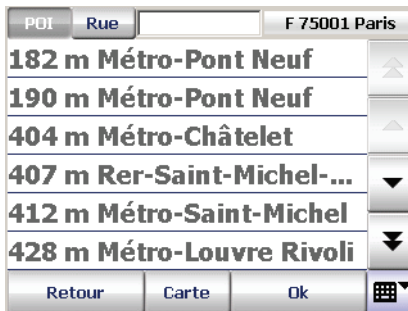 POI Rue F 75001 Paris
182 m Métro-Pont Neuf
190 m Métro-Pont Neuf
404 m Métro-Châtelet
407 m Rer-Saint-Michel-...
412 m Métro-Saint-Michel
428 m Métro-Louvre Rivoli
Retour Carte Ok